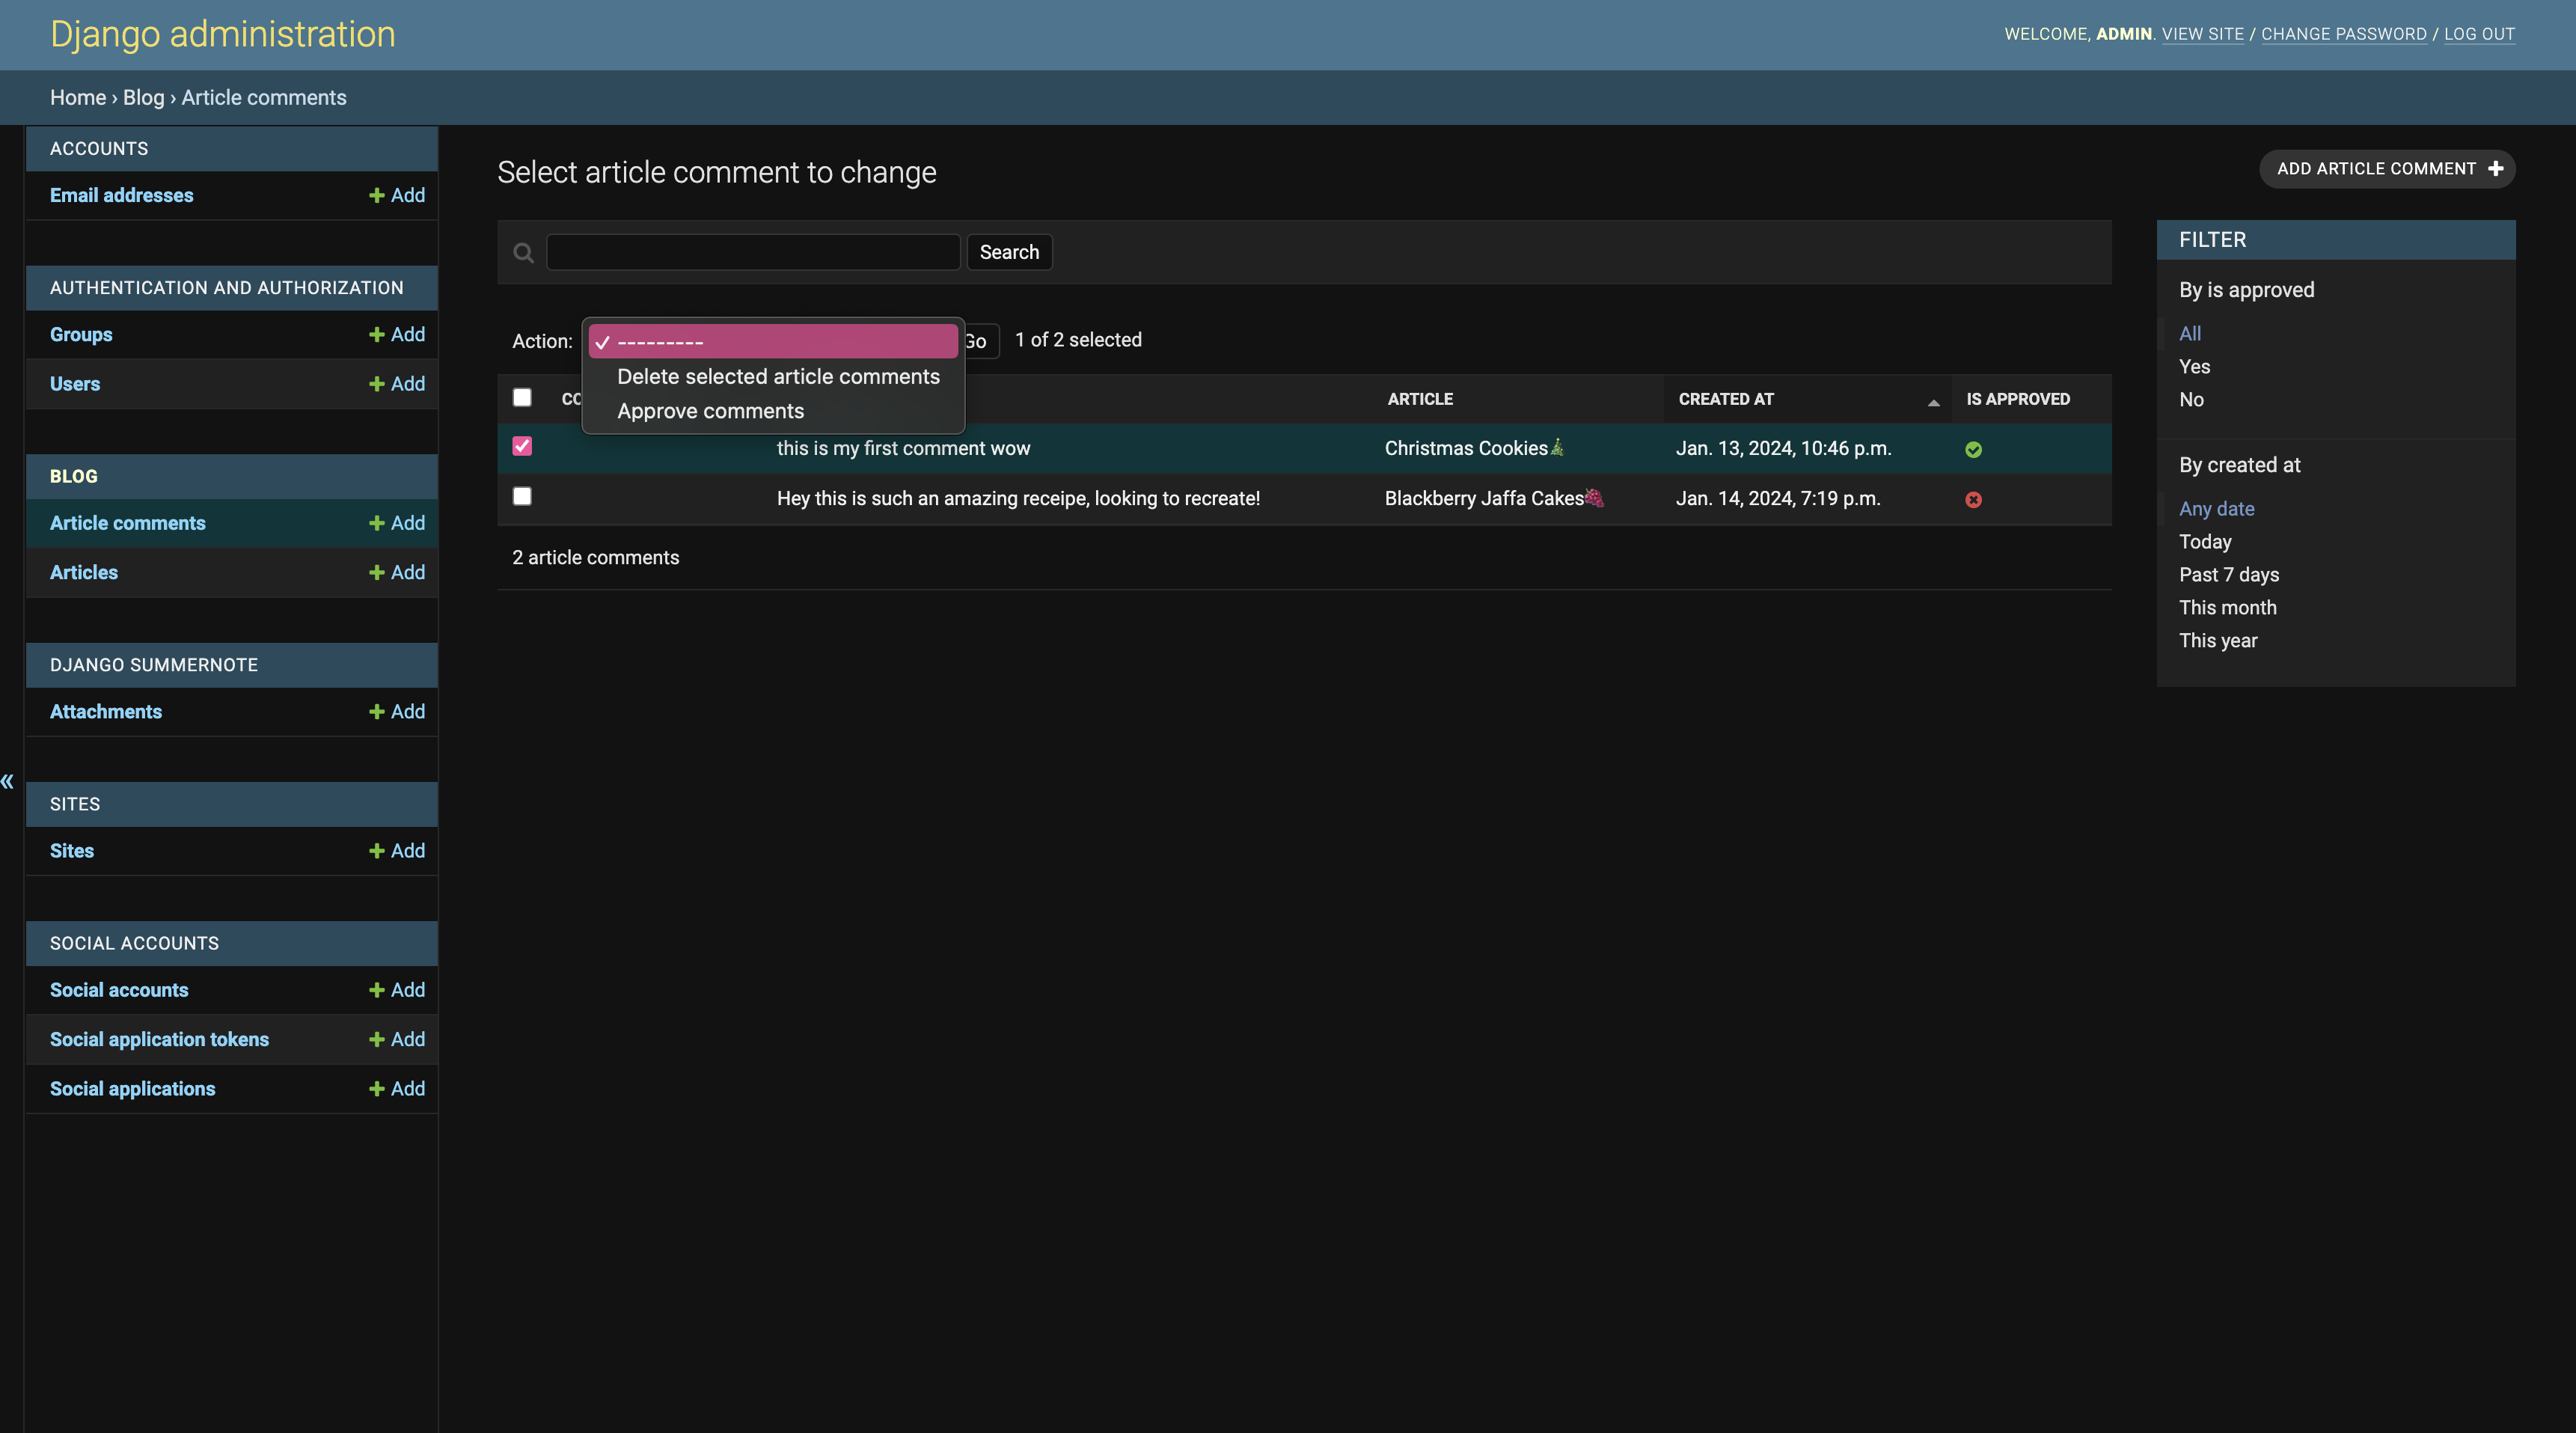 Django administration
WELCOME, ADMIN. VIEW SITE / CHANGE PASSWORD / LOG OUT
Home › Blog › Article comments
ACCOUNTS
Email addresses + Add
AUTHENTICATION AND AUTHORIZATION
Groups + Add
Users + Add
BLOG
Article comments + Add
Articles + Add
DJANGO SUMMERNOTE
Attachments + Add
SITES
Sites + Add
SOCIAL ACCOUNTS
Social accounts + Add
Social application tokens + Add
Social applications + Add
«
Select article comment to change
ADD ARTICLE COMMENT +
Search
Action: ✓ --------- Go 1 of 2 selected
Delete selected article comments
Approve comments
ARTICLE CREATED AT IS APPROVED
this is my first comment wow Christmas Cookies🎄 Jan. 13, 2024, 10:46 p.m.
Hey this is such an amazing receipe, looking to recreate! Blackberry Jaffa Cakes🍇 Jan. 14, 2024, 7:19 p.m.
2 article comments
FILTER
By is approved
All
Yes
No
By created at
Any date
Today
Past 7 days
This month
This year